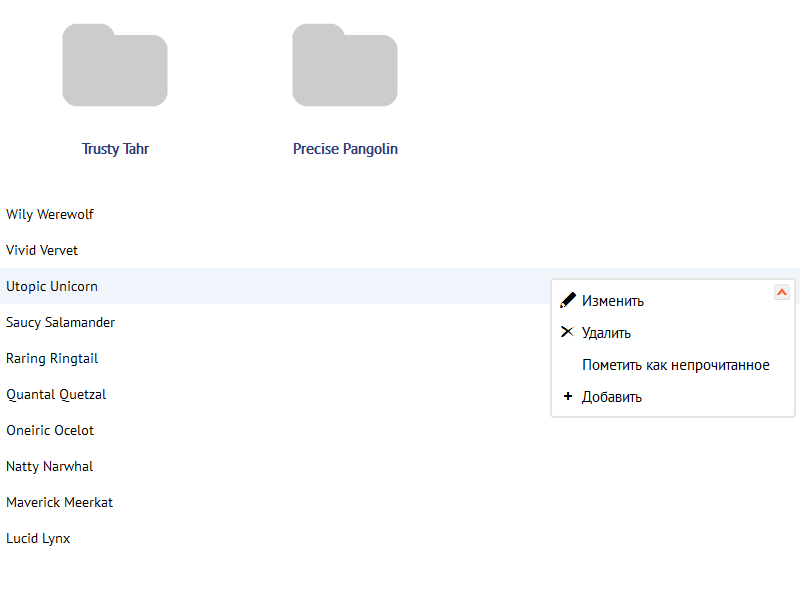 Trusty Tahr
Precise Pangolin
Wily Werewolf
Vivid Vervet
Utopic Unicorn
Saucy Salamander
Raring Ringtail
Quantal Quetzal
Oneiric Ocelot
Natty Narwhal
Maverick Meerkat
Lucid Lynx
Изменить
Удалить
Пометить как непрочитанное
Добавить